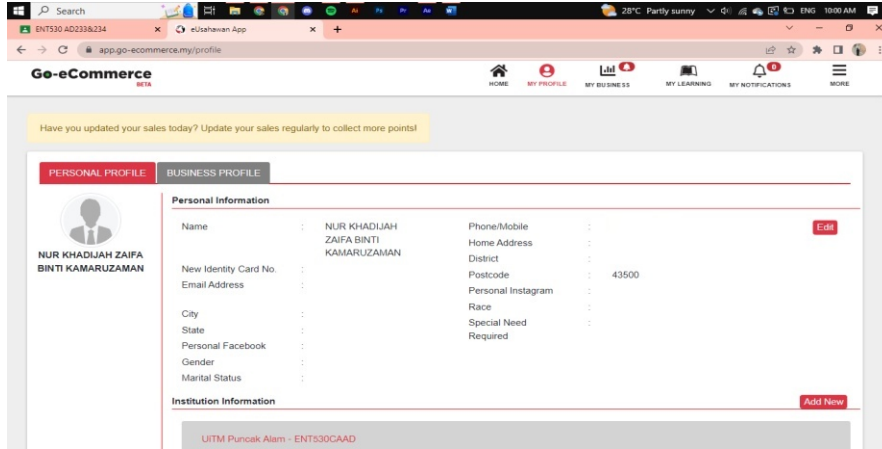 Search
Ai
Ps
Pr
Ae
28°C Partly sunny
ENG
10:00 AM
ENT530 AD233&234
eUsahawan App
app.go-ecommerce.my/profile
Go-eCommerce
BETA
HOME
MY PROFILE
MY BUSINESS
MY LEARNING
MY NOTIFICATIONS
MORE
Have you updated your sales today? Update your sales regularly to collect more points!
PERSONAL PROFILE
BUSINESS PROFILE
NUR KHADIJAH ZAIFA
BINTI KAMARUZAMAN
Personal Information
Name : NUR KHADIJAH
ZAIFA BINTI
KAMARUZAMAN
New Identity Card No. :
Email Address :
City :
State :
Personal Facebook :
Gender :
Marital Status :
Phone/Mobile :
Home Address :
District :
Postcode : 43500
Personal Instagram :
Race :
Special Need :
Required
Edit
Institution Information
Add New
UITM Puncak Alam - ENT530CAAD